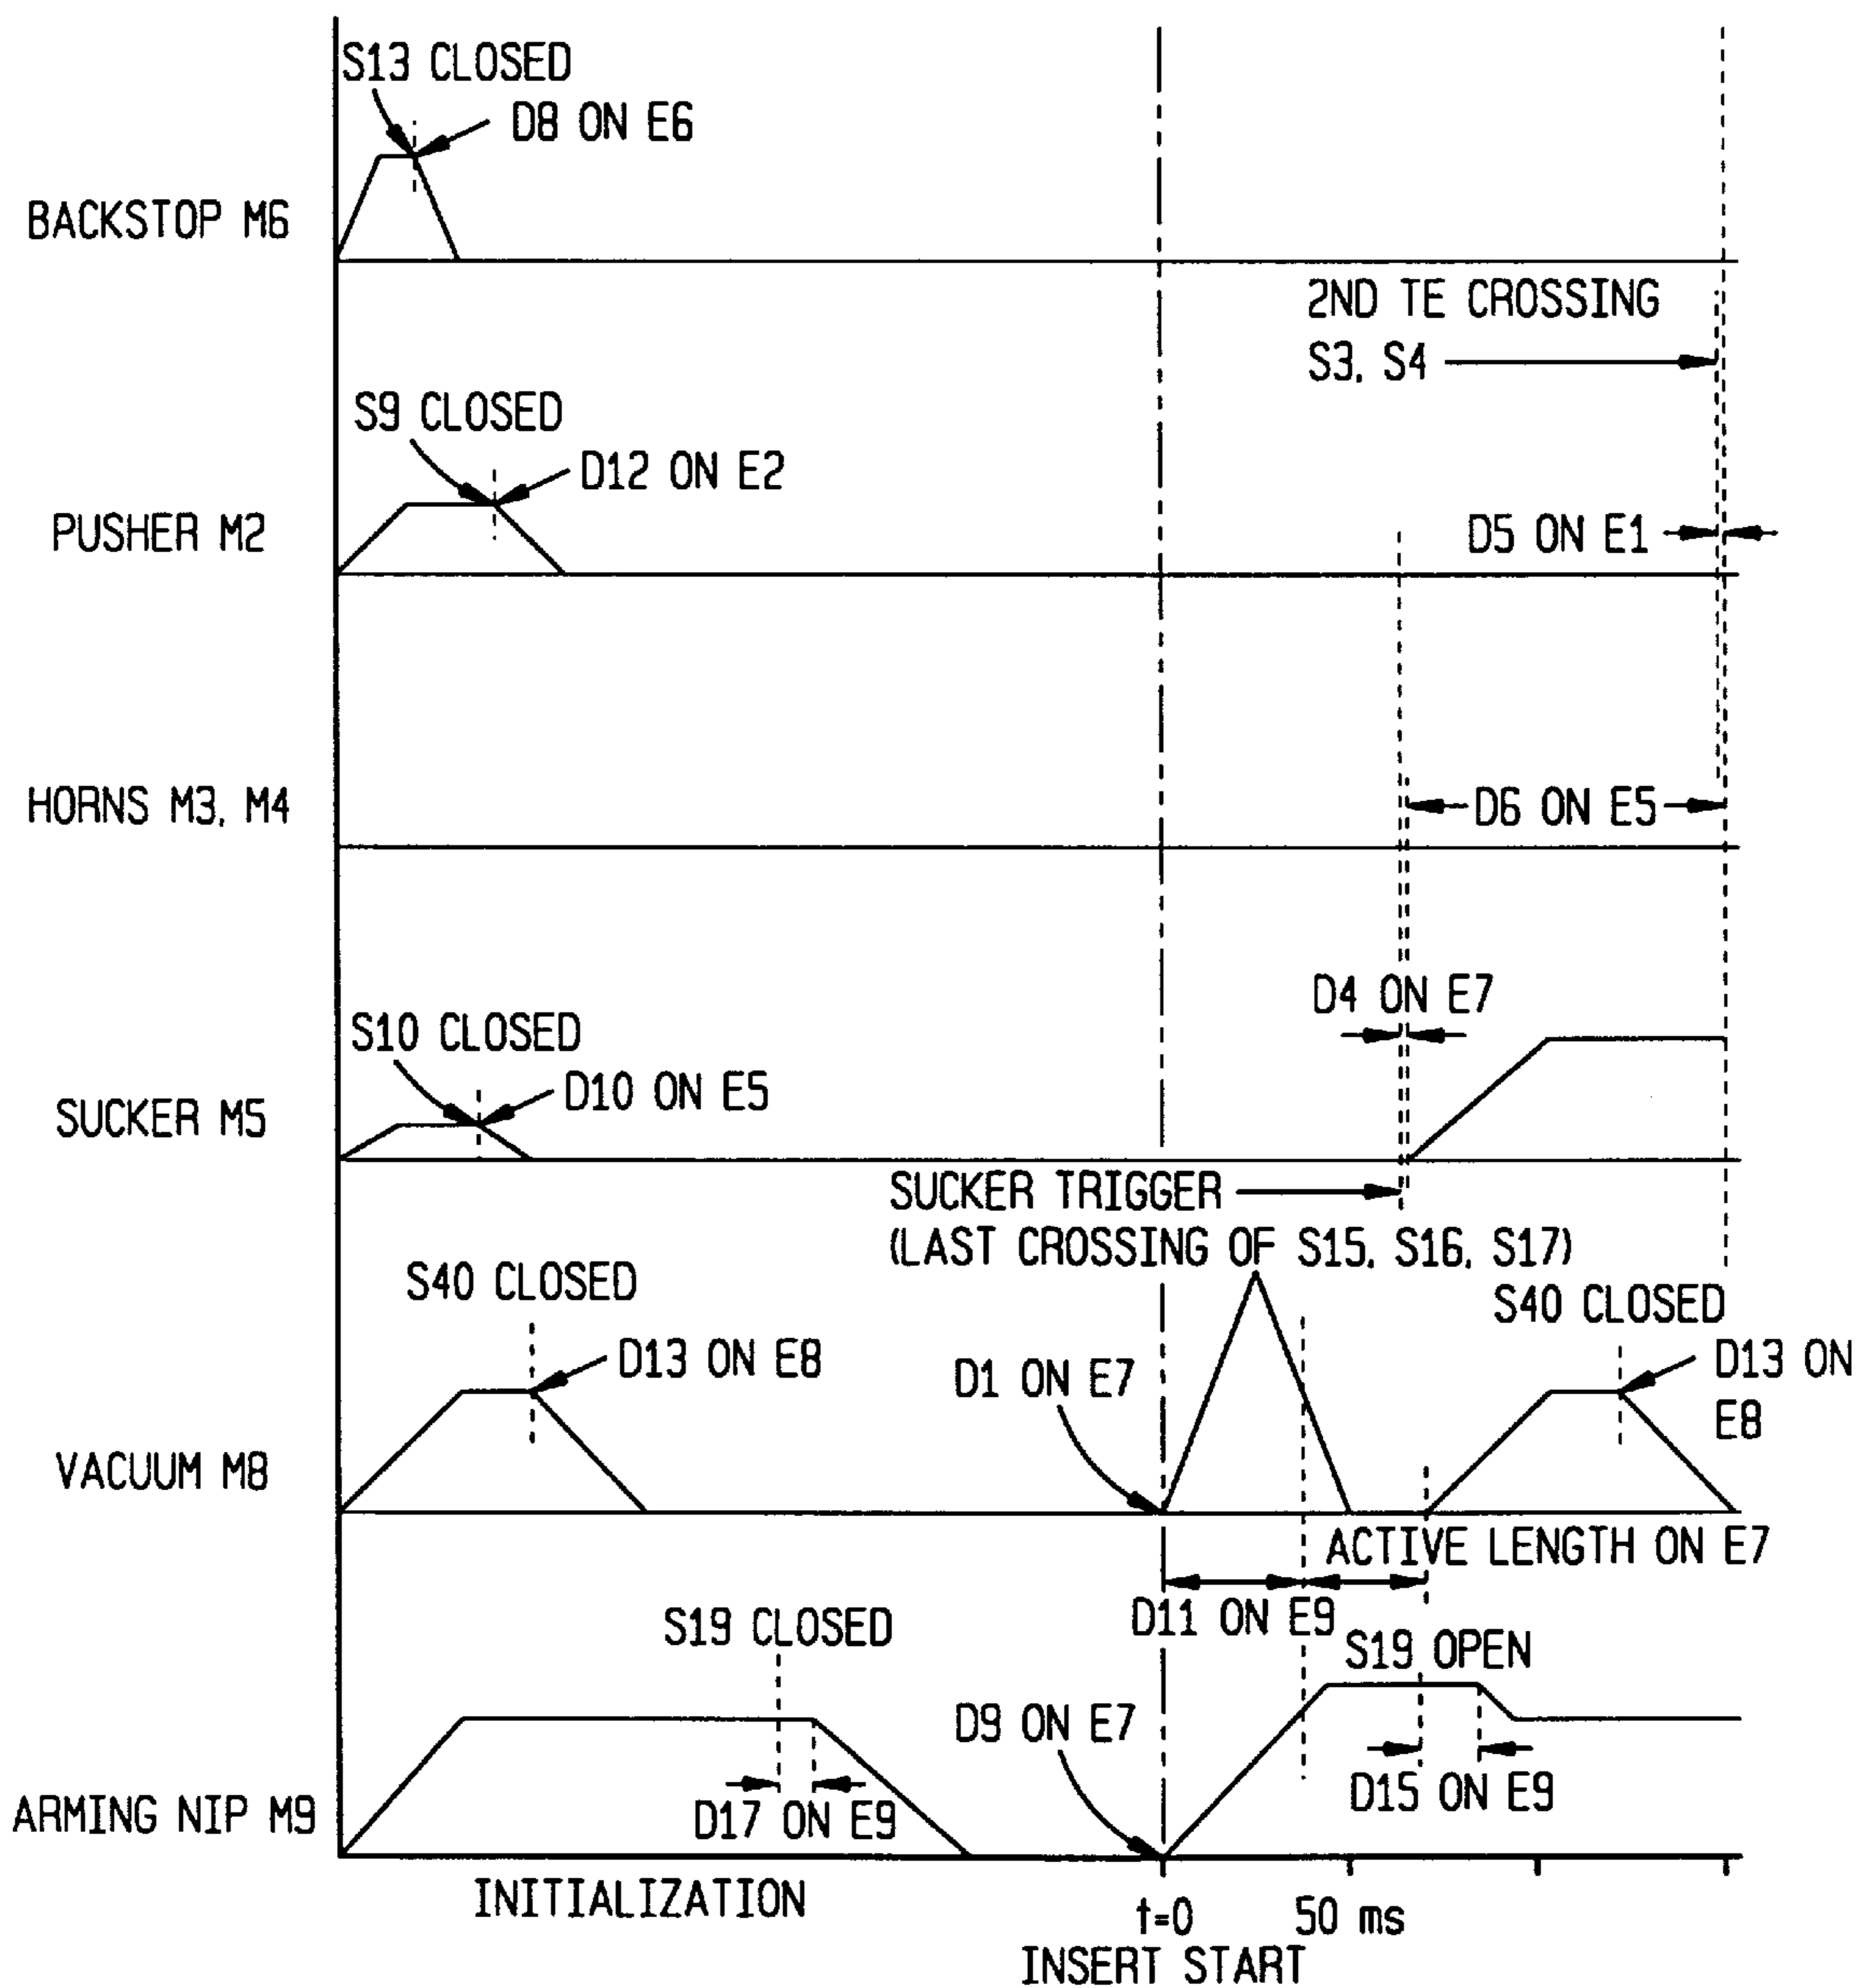 S13 CLOSED
D8 ON E6
BACKSTOP M6
2ND TE CROSSING
S3, S4
S9 CLOSED
D12 ON E2
PUSHER M2
D5 ON E1
HORNS M3, M4
D6 ON E5
D4 ON E7
S10 CLOSED
D10 ON E5
SUCKER M5
SUCKER TRIGGER
(LAST CROSSING OF S15, S16, S17)
S40 CLOSED
S40 CLOSED
D13 ON E8
D1 ON E7
D13 ON
E8
VACUUM M8
ACTIVE LENGTH ON E7
D11 ON E9
S19 CLOSED
S19 OPEN
D9 ON E7
D15 ON E9
ARMING NIP M9
D17 ON E9
INITIALIZATION
t=0
50 ms
INSERT START